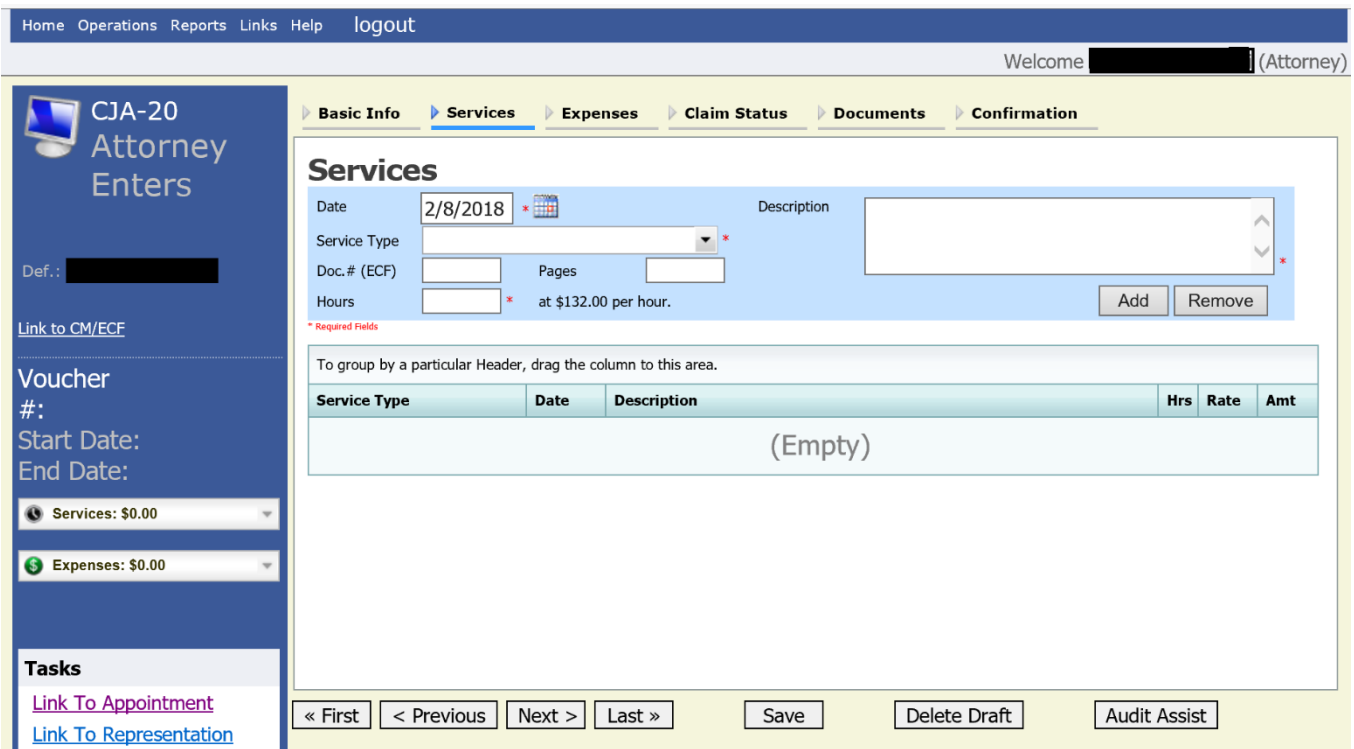 Home Operations Reports Links Help logout
Welcome (Attorney)
CJA-20
Attorney
Enters
Def.:
Link to CM/ECF
Voucher
#:
Start Date:
End Date:
Services: $0.00
Expenses: $0.00
Tasks
Link To Appointment
Link To Representation
Basic Info Services Expenses Claim Status Documents Confirmation
Services
Date 2/8/2018 * Description
Service Type *
Doc.# (ECF) Pages *
Hours * at $132.00 per hour. Add Remove
* Required Fields
To group by a particular Header, drag the column to this area.
Service Type Date Description Hrs Rate Amt
(Empty)
« First < Previous Next > Last » Save Delete Draft Audit Assist